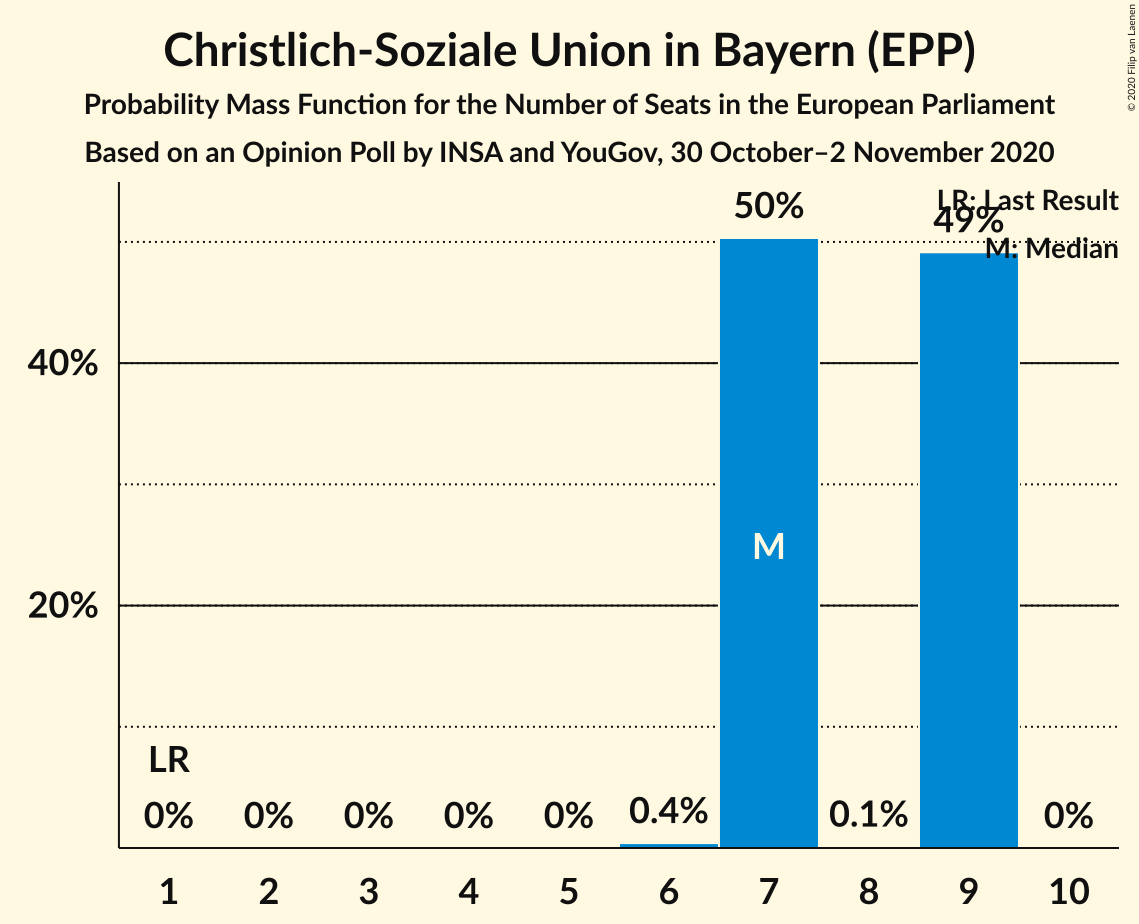 Christlich-Soziale Union in Bayern (EPP)
Probability Mass Function for the Number of Seats in the European Parliament
Based on an Opinion Poll by INSA and YouGov, 30 October–2 November 2020
© 2020 Filip van Laenen
LR: Last Result
M: Median
50%
49%
40%
20%
M
LR
0%
0%
0%
0%
0%
0.4%
0.1%
0%
1 2 3 4 5 6 7 8 9 10